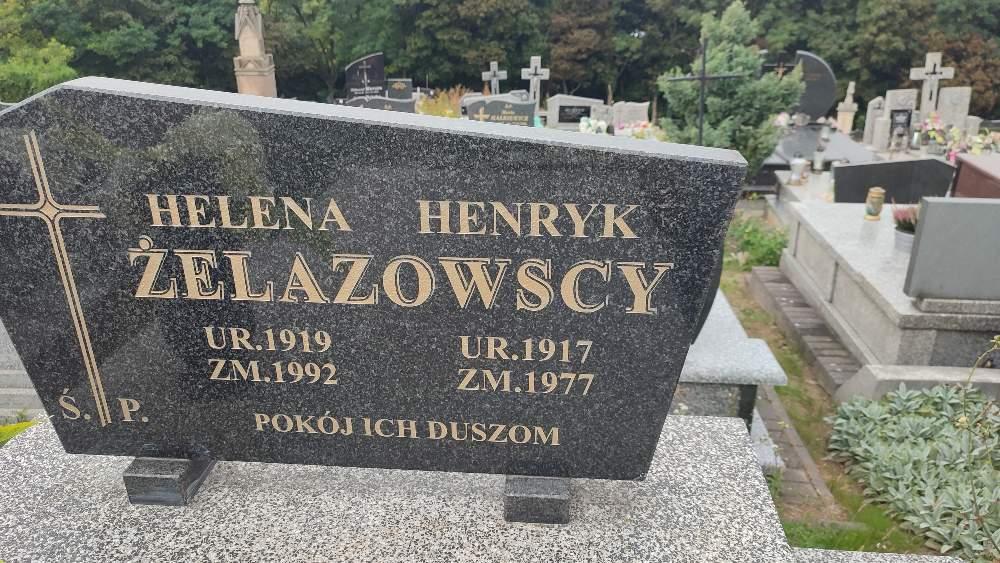 HELENA HENRYK
ŻELAZOWSCY
UR.1919 UR.1917
ZM.1992 ZM.1977
Ś. P.
POKÓJ ICH DUSZOM